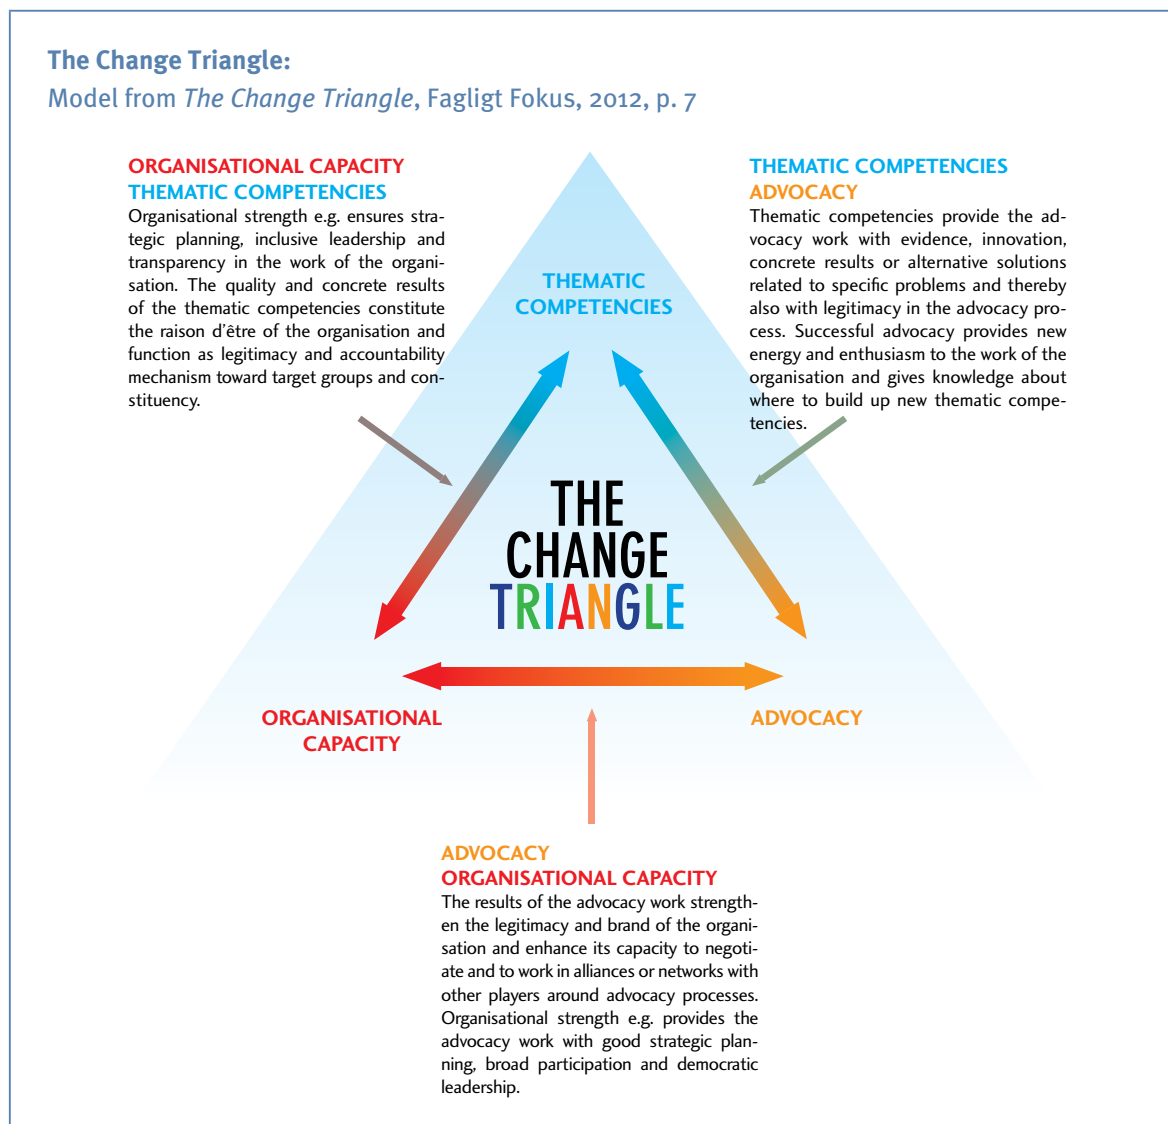 The Change Triangle:
Model from The Change Triangle, Fagligt Fokus, 2012, p. 7
ORGANISATIONAL CAPACITY
THEMATIC COMPETENCIES
Organisational strength e.g. ensures stra-
tegic planning, inclusive leadership and
transparency in the work of the organi-
sation. The quality and concrete results
of the thematic competencies constitute
the raison d’être of the organisation and
function as legitimacy and accountability
mechanism toward target groups and con-
stituency.
THEMATIC COMPETENCIES
ADVOCACY
Thematic competencies provide the ad-
vocacy work with evidence, innovation,
concrete results or alternative solutions
related to specific problems and thereby
also with legitimacy in the advocacy pro-
cess. Successful advocacy provides new
energy and enthusiasm to the work of the
organisation and gives knowledge about
where to build up new thematic compe-
tencies.
THEMATIC
COMPETENCIES
THE
CHANGE
TRIANGLE
ORGANISATIONAL
CAPACITY
ADVOCACY
ADVOCACY
ORGANISATIONAL CAPACITY
The results of the advocacy work strength-
en the legitimacy and brand of the organi-
sation and enhance its capacity to negoti-
ate and to work in alliances or networks with
other players around advocacy processes.
Organisational strength e.g. provides the
advocacy work with good strategic plan-
ning, broad participation and democratic
leadership.